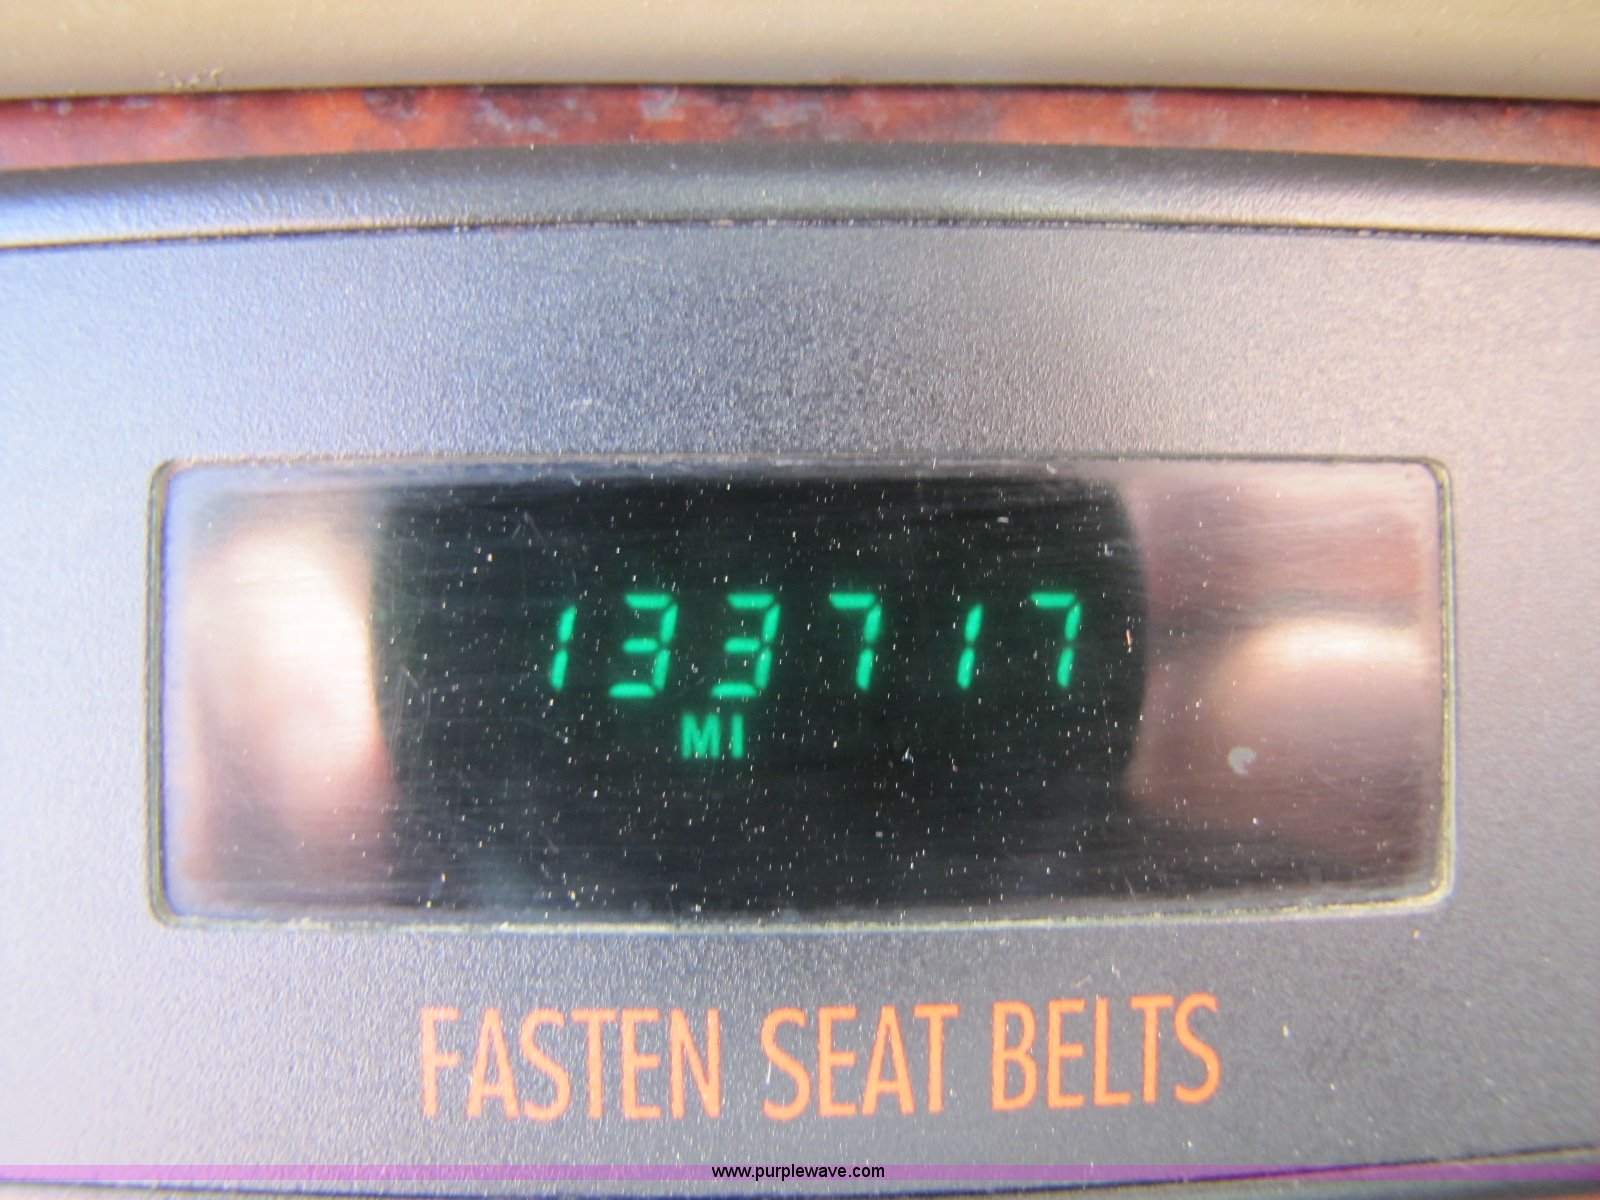 133717
MI
FASTEN SEAT BELTS
www.purplewave.com